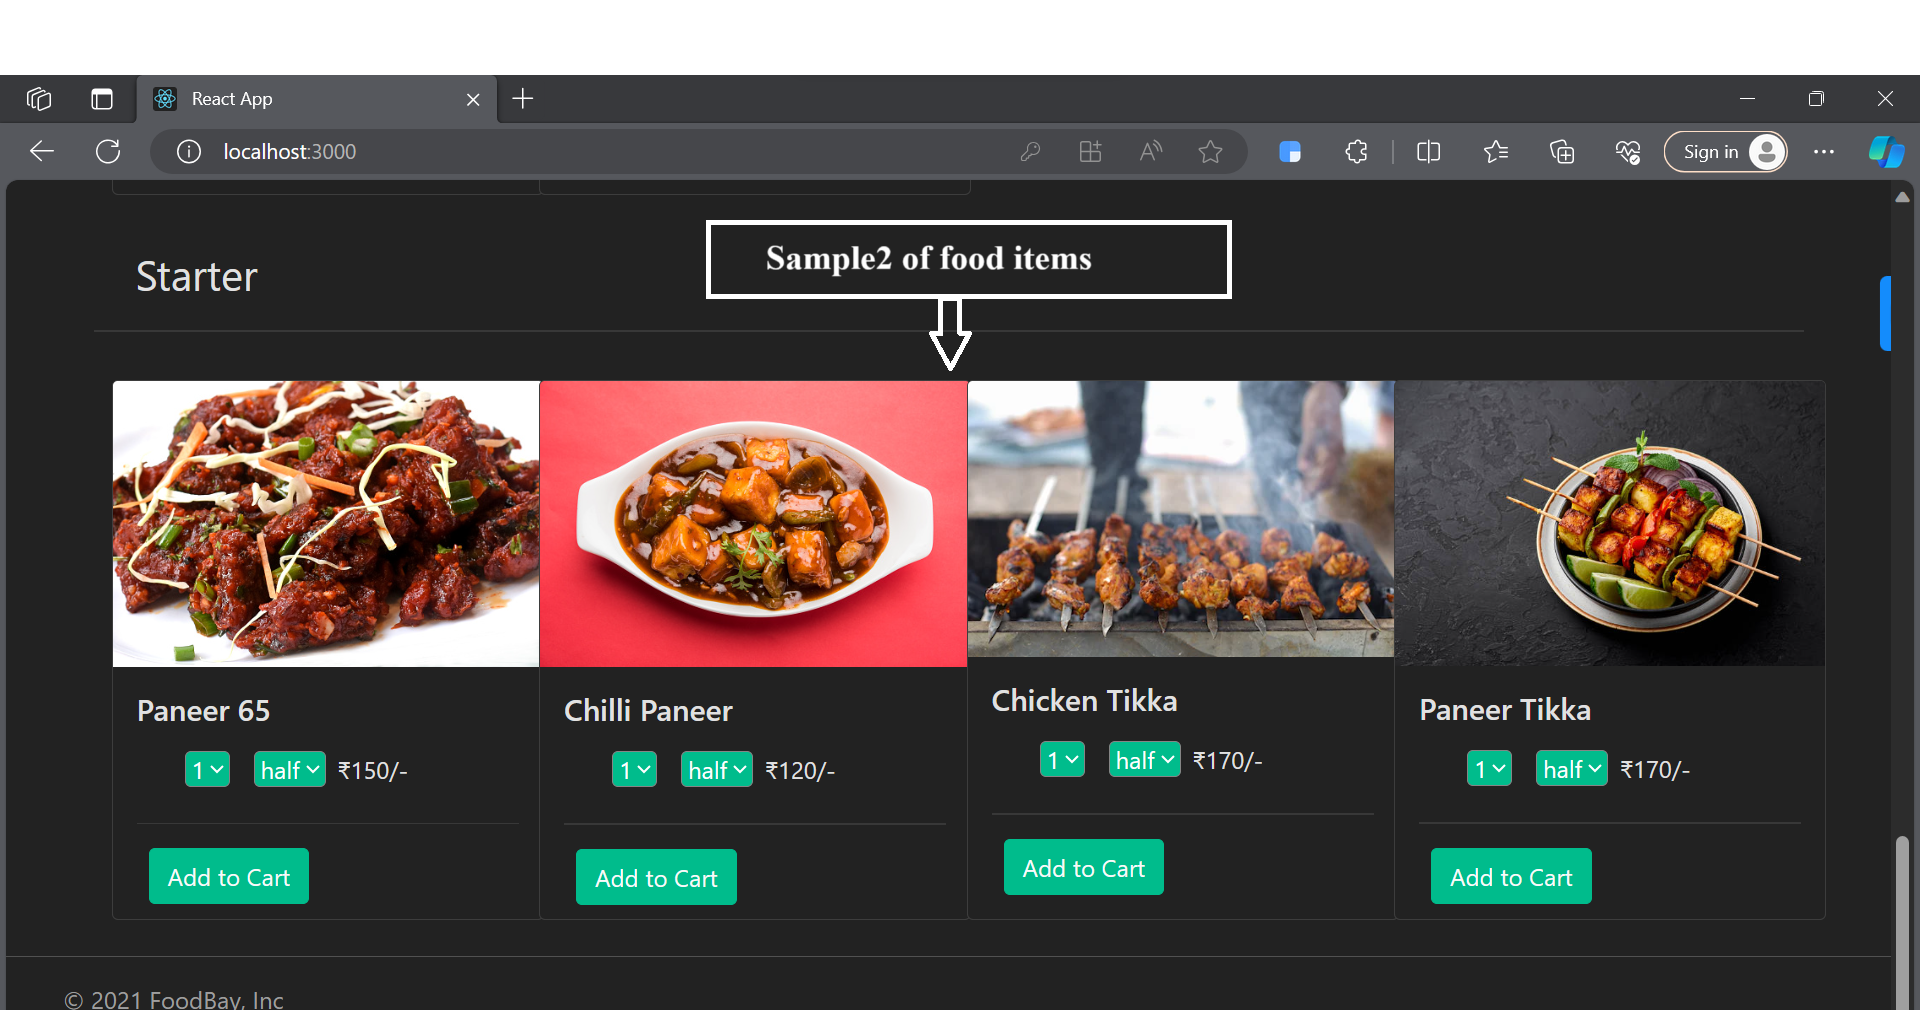 React App
localhost:3000
Sign in
Sample2 of food items
Starter
Paneer 65
1 half ₹150/-
Add to Cart
Chilli Paneer
1 half ₹120/-
Add to Cart
Chicken Tikka
1 half ₹170/-
Add to Cart
Paneer Tikka
1 half ₹170/-
Add to Cart
© 2021 FoodBay, Inc